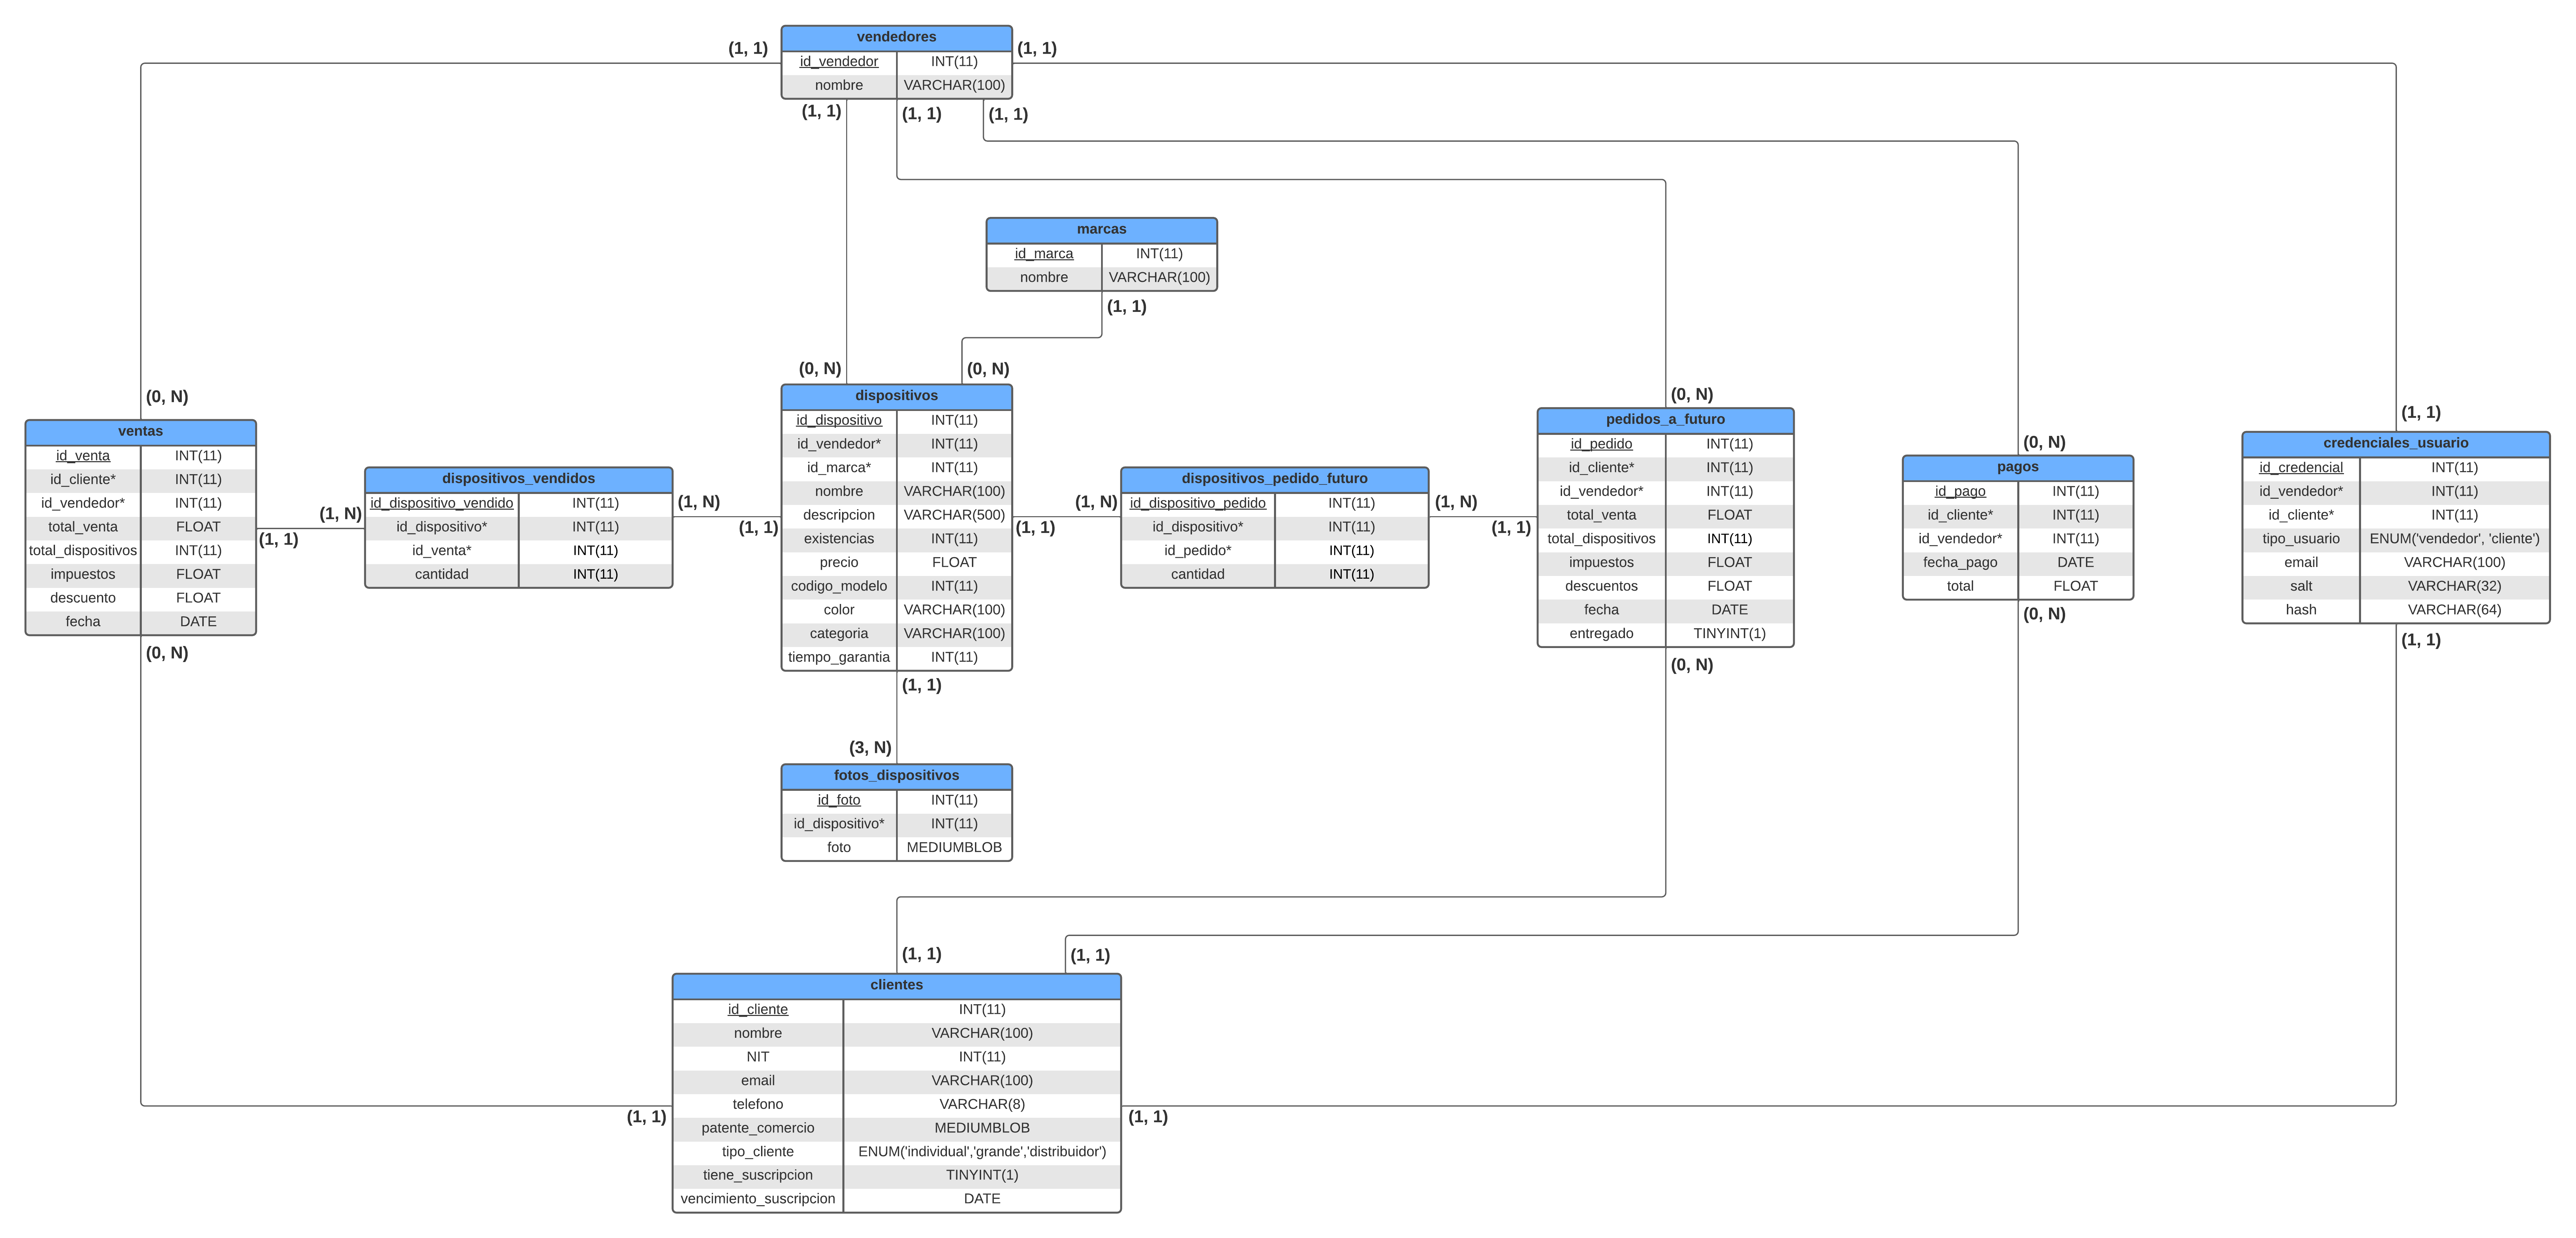 vendedores
(1, 1)
(1, 1)
id_vendedor INT(11)
nombre VARCHAR(100)
(1, 1)
(1, 1)
(1, 1)
marcas
id_marca INT(11)
nombre VARCHAR(100)
(1, 1)
(0, N)
(0, N)
(0, N)
(0, N)
(1, 1)
(0, N)
ventas
id_venta INT(11)
id_cliente* INT(11)
id_vendedor* INT(11)
total_venta FLOAT
total_dispositivos INT(11)
impuestos FLOAT
descuento FLOAT
fecha DATE
(0, N)
(1, N)
(1, 1)
dispositivos_vendidos
id_dispositivo_vendido INT(11)
id_dispositivo* INT(11)
id_venta* INT(11)
cantidad INT(11)
(1, N)
(1, 1)
dispositivos
id_dispositivo INT(11)
id_vendedor* INT(11)
id_marca* INT(11)
nombre VARCHAR(100)
descripcion VARCHAR(500)
existencias INT(11)
precio FLOAT
codigo_modelo INT(11)
color VARCHAR(100)
categoria VARCHAR(100)
tiempo_garantia INT(11)
(1, 1)
(1, N)
(1, 1)
dispositivos_pedido_futuro
id_dispositivo_pedido INT(11)
id_dispositivo* INT(11)
id_pedido* INT(11)
cantidad INT(11)
(1, N)
(1, 1)
pedidos_a_futuro
id_pedido INT(11)
id_cliente* INT(11)
id_vendedor* INT(11)
total_venta FLOAT
total_dispositivos INT(11)
impuestos FLOAT
descuentos FLOAT
fecha DATE
entregado TINYINT(1)
(0, N)
pagos
id_pago INT(11)
id_cliente* INT(11)
id_vendedor* INT(11)
fecha_pago DATE
total FLOAT
(0, N)
credenciales_usuario
id_credencial INT(11)
id_vendedor* INT(11)
id_cliente* INT(11)
tipo_usuario ENUM('vendedor', 'cliente')
email VARCHAR(100)
salt VARCHAR(32)
hash VARCHAR(64)
(1, 1)
(3, N)
fotos_dispositivos
id_foto INT(11)
id_dispositivo* INT(11)
foto MEDIUMBLOB
(1, 1)
(1, 1)
clientes
id_cliente INT(11)
nombre VARCHAR(100)
NIT INT(11)
email VARCHAR(100)
telefono VARCHAR(8)
patente_comercio MEDIUMBLOB
tipo_cliente ENUM('individual','grande','distribuidor')
tiene_suscripcion TINYINT(1)
vencimiento_suscripcion DATE
(1, 1)
(1, 1)